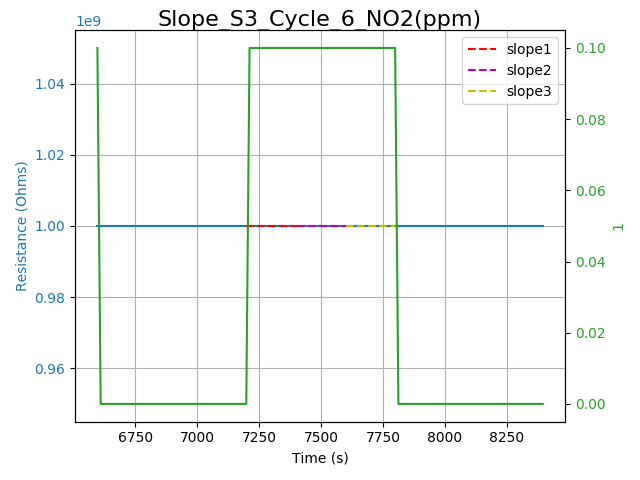 Slope_S3_Cycle_6_NO2(ppm)
1e9
slope1
slope2
slope3
1.04
1.02
1.00
0.98
0.96
Resistance (Ohms)
0.10
0.08
0.06
0.04
0.02
0.00
1
6750 7000 7250 7500 7750 8000 8250
Time (s)